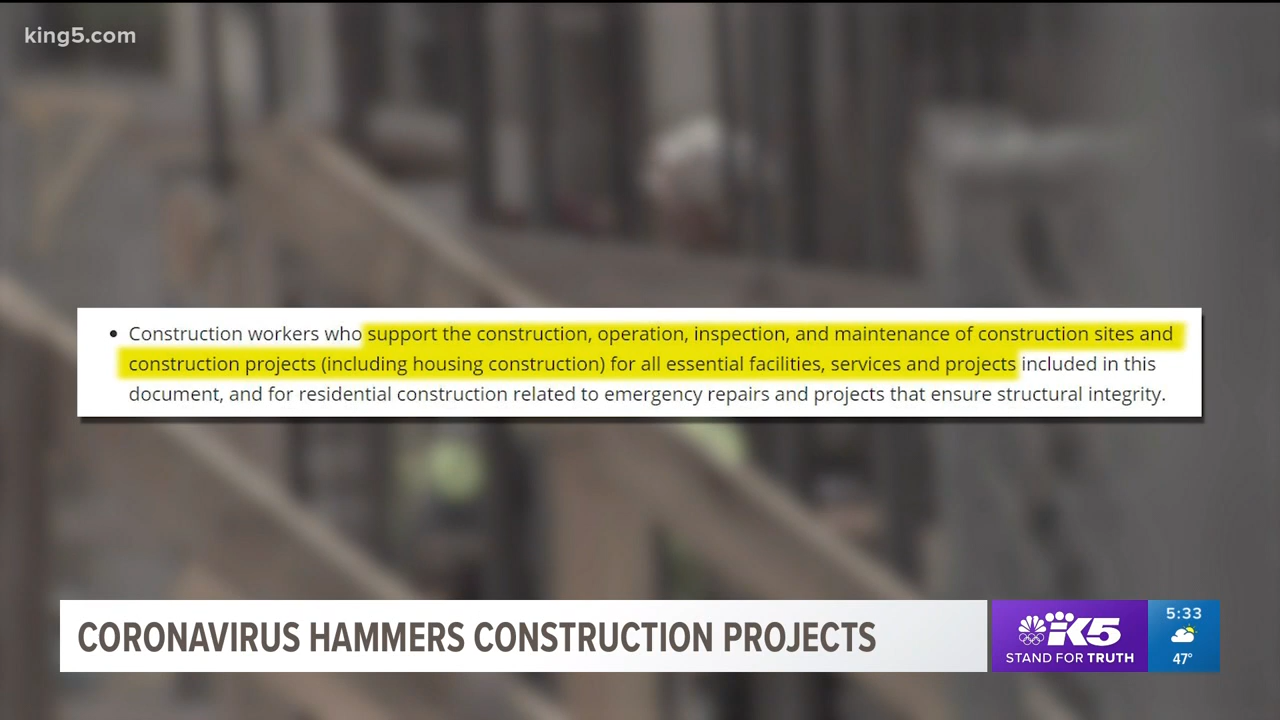 king5.com
• Construction workers who support the construction, operation, inspection, and maintenance of construction sites and
construction projects (including housing construction) for all essential facilities, services and projects included in this
document, and for residential construction related to emergency repairs and projects that ensure structural integrity.
CORONAVIRUS HAMMERS CONSTRUCTION PROJECTS
K5
STAND FOR TRUTH
5:33
47°